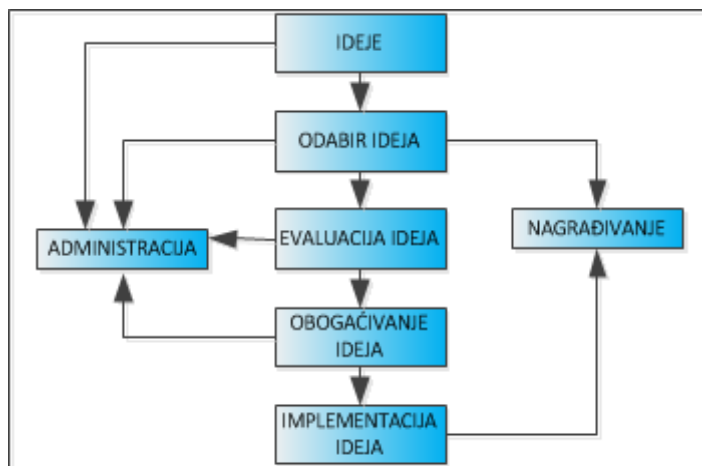 IDEJE
ODABIR IDEJA
EVALUACIJA IDEJA
ADMINISTRACIJA
NAGRAĐIVANJE
OBOGAĆIVANJE
IDEJA
IMPLEMENTACIJA
IDEJA